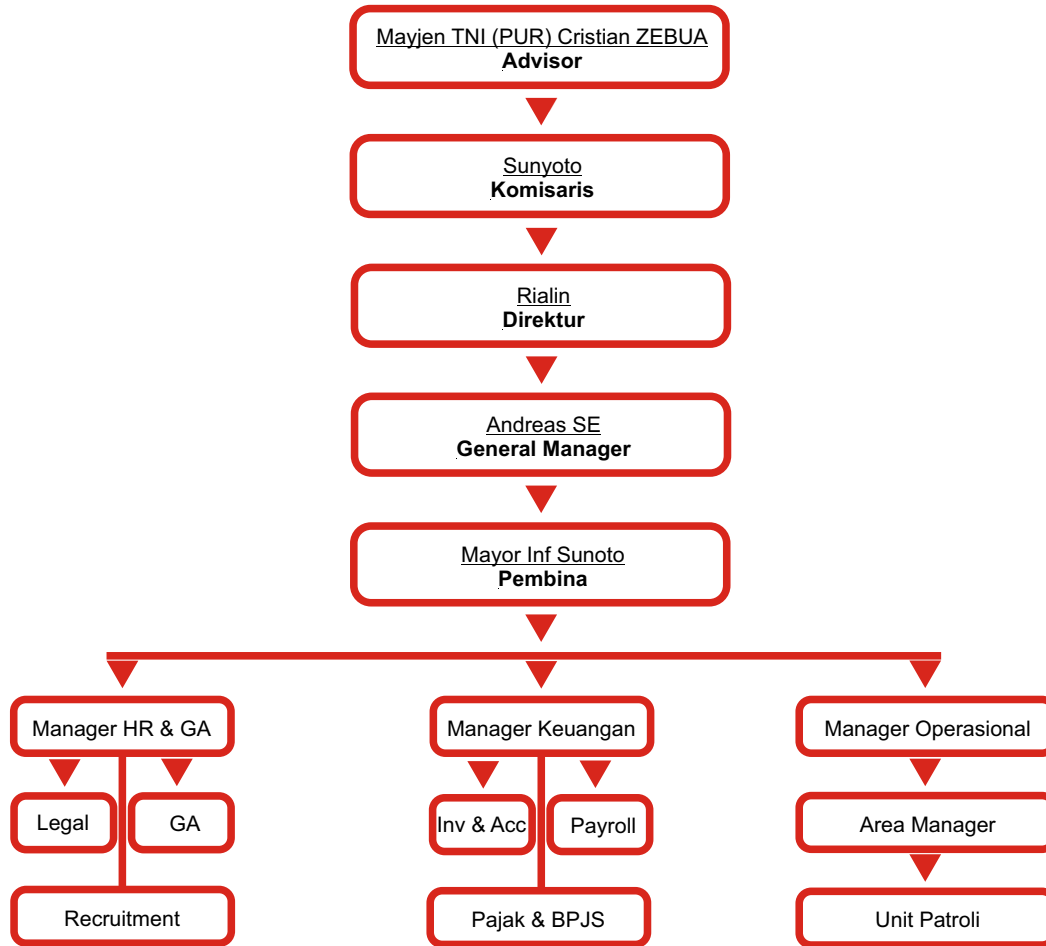 Mayjen TNI (PUR) Cristian ZEBUA
Advisor
Sunyoto
Komisaris
Rialin
Direktur
Andreas SE
General Manager
Mayor Inf Sunoto
Pembina
Manager HR & GA
Manager Keuangan
Manager Operasional
Legal
GA
Inv & Acc
Payroll
Area Manager
Recruitment
Pajak & BPJS
Unit Patroli